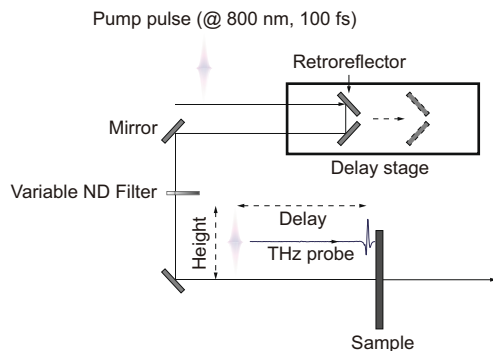 Pump pulse (@ 800 nm, 100 fs)
Retroreflector
Mirror
Delay stage
Variable ND Filter
Delay
Height
THz probe
Sample